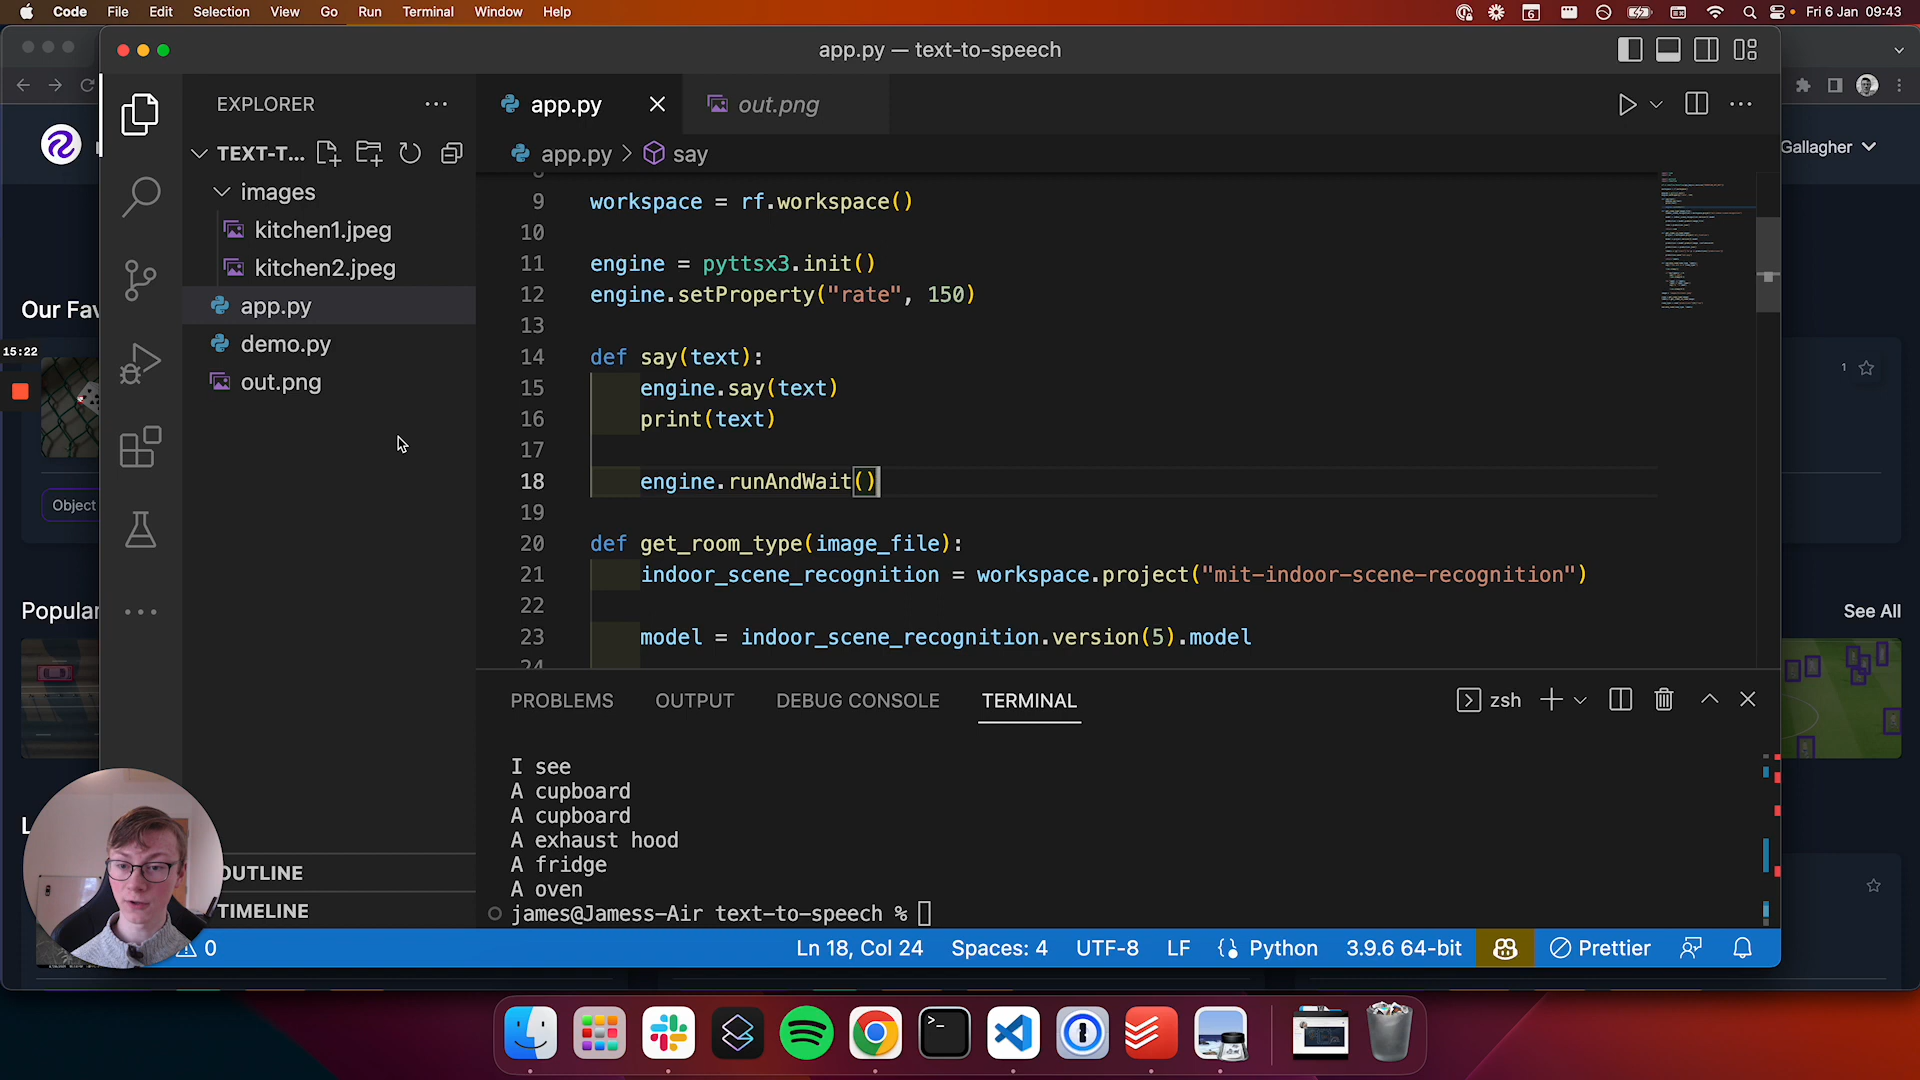 Code File Edit Selection View Go Run Terminal Window Help
6
Fri 6 Jan 09:43
app.py — text-to-speech
EXPLORER
app.py
out.png
TEXT-T...
app.py > say
Gallagher
images
kitchen1.jpeg
kitchen2.jpeg
app.py
demo.py
out.png
Our Fav
15:22
1
Object
Popular
See All
L
9 workspace = rf.workspace()
10
11 engine = pyttsx3.init()
12 engine.setProperty("rate", 150)
13
14 def say(text):
15 engine.say(text)
16 print(text)
17
18 engine.runAndWait()
19
20 def get_room_type(image_file):
21 indoor_scene_recognition = workspace.project("mit-indoor-scene-recognition")
22
23 model = indoor_scene_recognition.version(5).model
24
PROBLEMS OUTPUT DEBUG CONSOLE TERMINAL
zsh
I see
A cupboard
A cupboard
A exhaust hood
A fridge
A oven
james@Jamess-Air text-to-speech %
OUTLINE
TIMELINE
0
Ln 18, Col 24 Spaces: 4 UTF-8 LF Python 3.9.6 64-bit Prettier